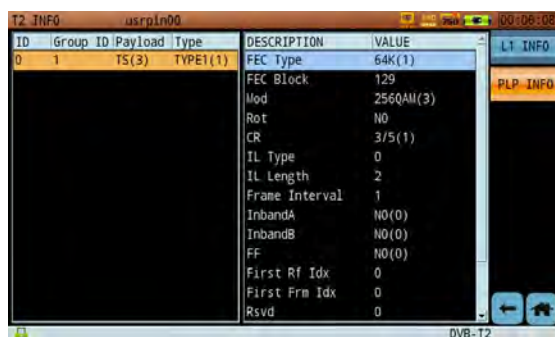 T2 INFO usrpin00 00:06:08
ID Group ID Payload Type
0 1 TS(3) TYPE1(1)
DESCRIPTION VALUE
FEC Type 64K(1)
FEC Block 129
Mod 256QAM(3)
Rot NO
CR 3/5(1)
IL Type 0
IL Length 2
Frame Interval 1
InbandA NO(0)
InbandB NO(0)
FF NO(0)
First Rf Idx 0
First Frm Idx 0
Rsvd 0
L1 INFO
PLP INFO
DVB-T2